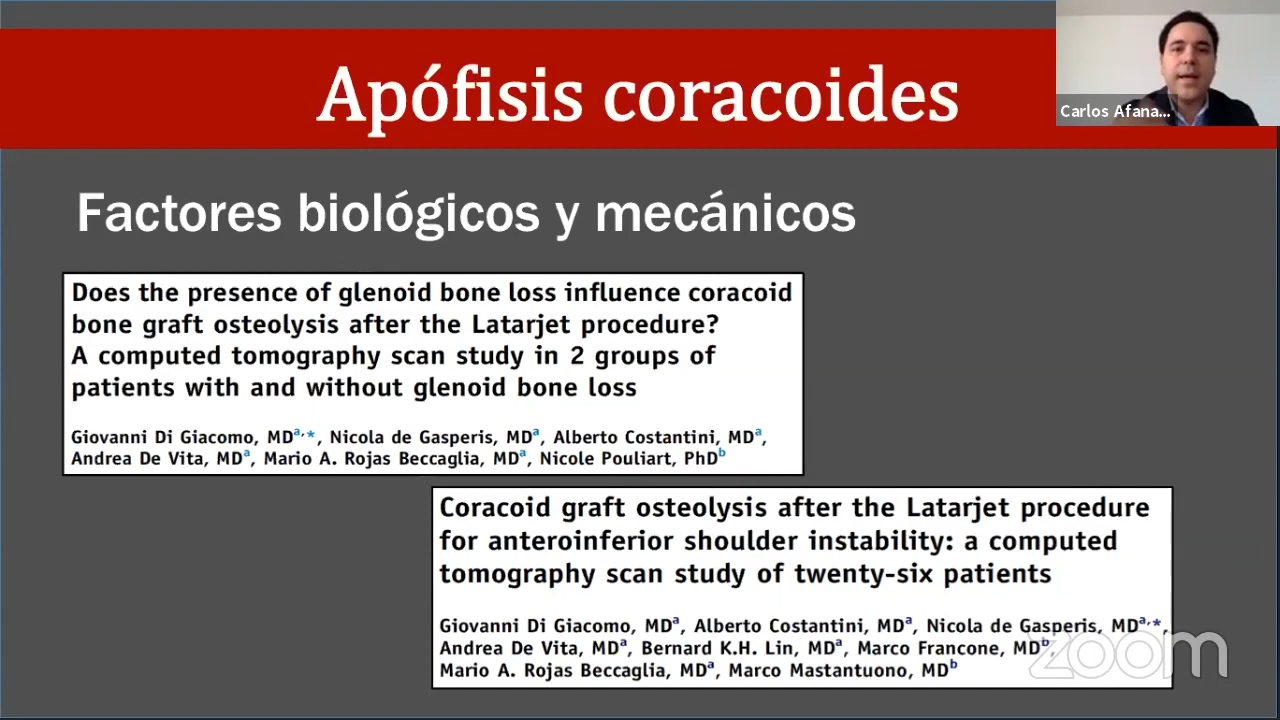 Apófisis coracoides
Carlos Afana...
Factores biológicos y mecánicos
Does the presence of glenoid bone loss influence coracoid
bone graft osteolysis after the Latarjet procedure?
A computed tomography scan study in 2 groups of
patients with and without glenoid bone loss
Giovanni Di Giacomo, MDa,*, Nicola de Gasperis, MDa, Alberto Costantini, MDa,
Andrea De Vita, MDa, Mario A. Rojas Beccaglia, MDa, Nicole Pouliart, PhDb
Coracoid graft osteolysis after the Latarjet procedure
for anteroinferior shoulder instability: a computed
tomography scan study of twenty-six patients
Giovanni Di Giacomo, MDa, Alberto Costantini, MDa, Nicola de Gasperis, MDa,*,
Andrea De Vita, MDa, Bernard K.H. Lin, MDa, Marco Francone, MDb,
Mario A. Rojas Beccaglia, MDa, Marco Mastantuono, MDb
zoom